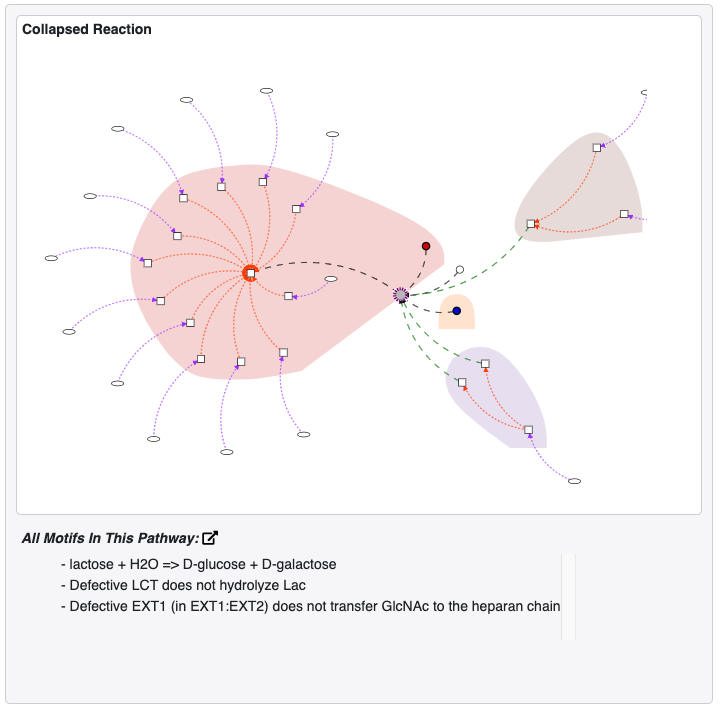 Collapsed Reaction
All Motifs In This Pathway:
- lactose + H2O => D-glucose + D-galactose
- Defective LCT does not hydrolyze Lac
- Defective EXT1 (in EXT1:EXT2) does not transfer GlcNAc to the heparan chain